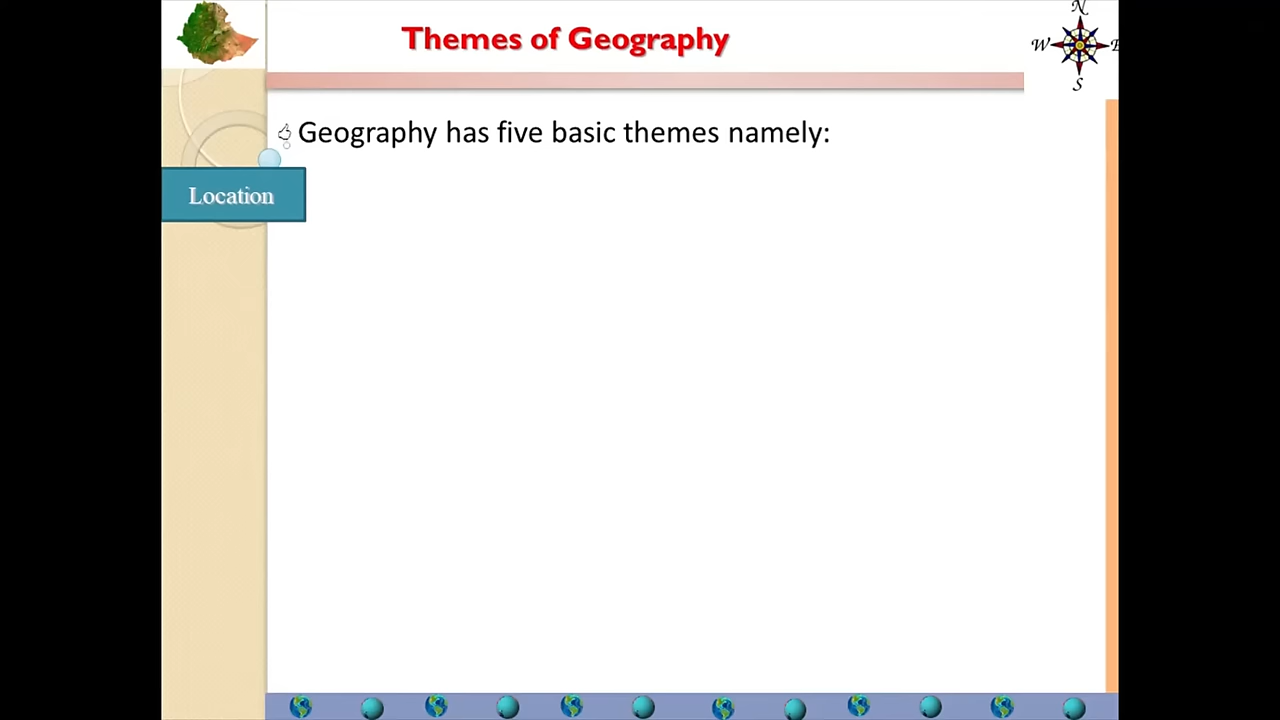 Themes of Geography
N
W
E
S
Geography has five basic themes namely:
Location